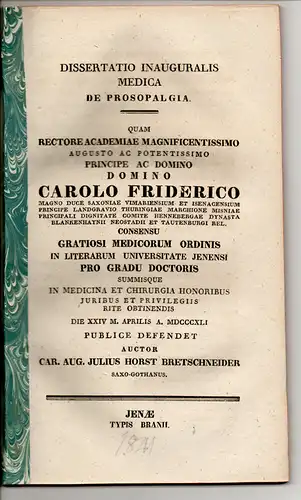 DISSERTATIO INAUGURALIS
MEDICA
DE PROSOPALGIA.
QUAM
RECTORE ACADEMIAE MAGNIFICENTISSIMO
AUGUSTO AC POTENTISSIMO
PRINCIPE AC DOMINO
DOMINO
CAROLO FRIDERICO
MAGNO DUCE SAXONIAE VIMARIENSIUM ET ISENACENSIUM
PRINCIPE LANDGRAVIO THURINGIAE MARCHIONE MISNIAE
PRINCIPALI DIGNITATE COMITE HENNEBERGAE DYNASTA
BLANKENHAYNII NEOSTADII ET TAUTENBURGI REL.
CONSENSU
GRATIOSI MEDICORUM ORDINIS
IN LITERARUM UNIVERSITATE JENENSI
PRO GRADU DOCTORIS
SUMMISQUE
IN MEDICINA ET CHIRURGIA HONORIBUS
JURIBUS ET PRIVILEGIIS
RITE OBTINENDIS
DIE XXIV M. APRILIS A. MDCCCXLI
PUBLICE DEFENDET
AUCTOR
CAR. AUG. JULIUS HORST BRETSCHNEIDER
SAXO-GOTHANUS.
JENÆ
TYPIS BRANII.
1841